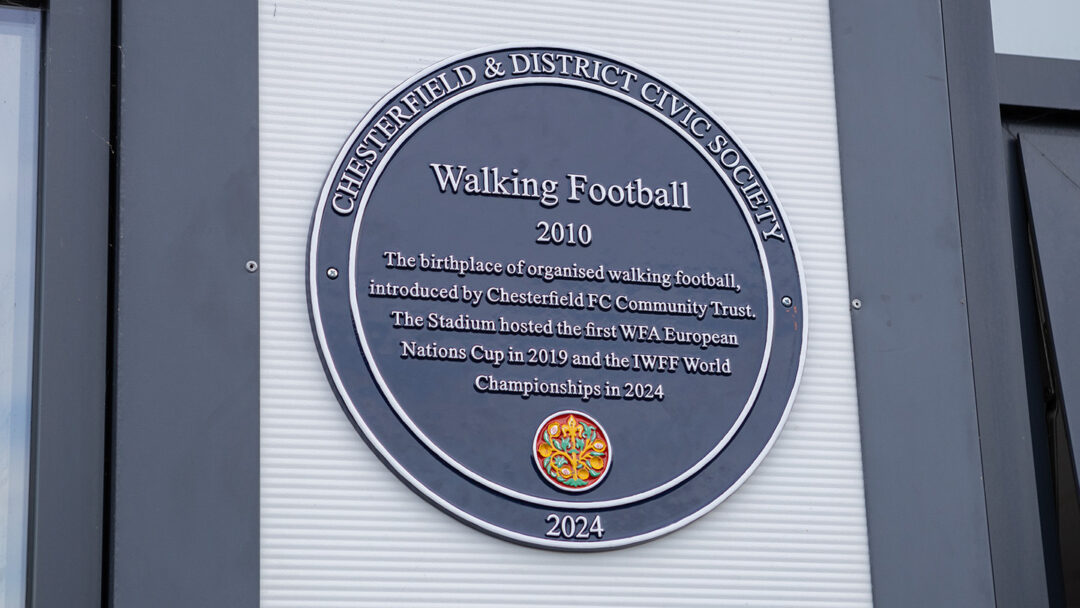 CHESTERFIELD & DISTRICT CIVIC SOCIETY
Walking Football
2010
The birthplace of organised walking football,
introduced by Chesterfield FC Community Trust.
The Stadium hosted the first WFA European
Nations Cup in 2019 and the IWFF World
Championships in 2024
2024